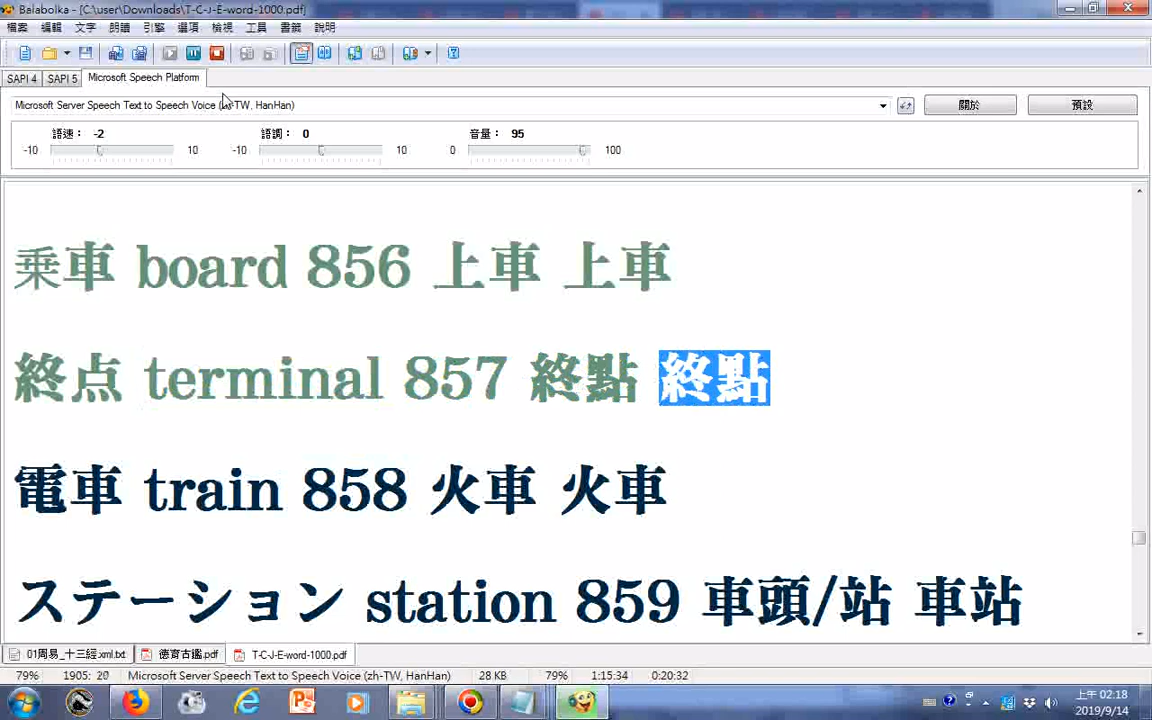 Balabolka - [C:\user\Downloads\T-C-J-E-word-1000.pdf]
檔案 編輯 文字 朗讀 引擎 選項 檢視 工具 書籤 說明
SAPI 4 SAPI 5 Microsoft Speech Platform
Microsoft Server Speech Text to Speech Voice (zh-TW, HanHan) 關於 預設
語速： -2 語調： 0 音量： 95
-10 10 -10 10 0 100
乗車 board 856 上車 上車
終点 terminal 857 終點 終點
電車 train 858 火車 火車
ステーション station 859 車頭/站 車站
01周易_十三經.xml.txt 德育古鑑.pdf T-C-J-E-word-1000.pdf
79% 1905: 20 Microsoft Server Speech Text to Speech Voice (zh-TW, HanHan) 28 KB 79% 1:15:34 0:20:32
上午 02:18
2019/9/14